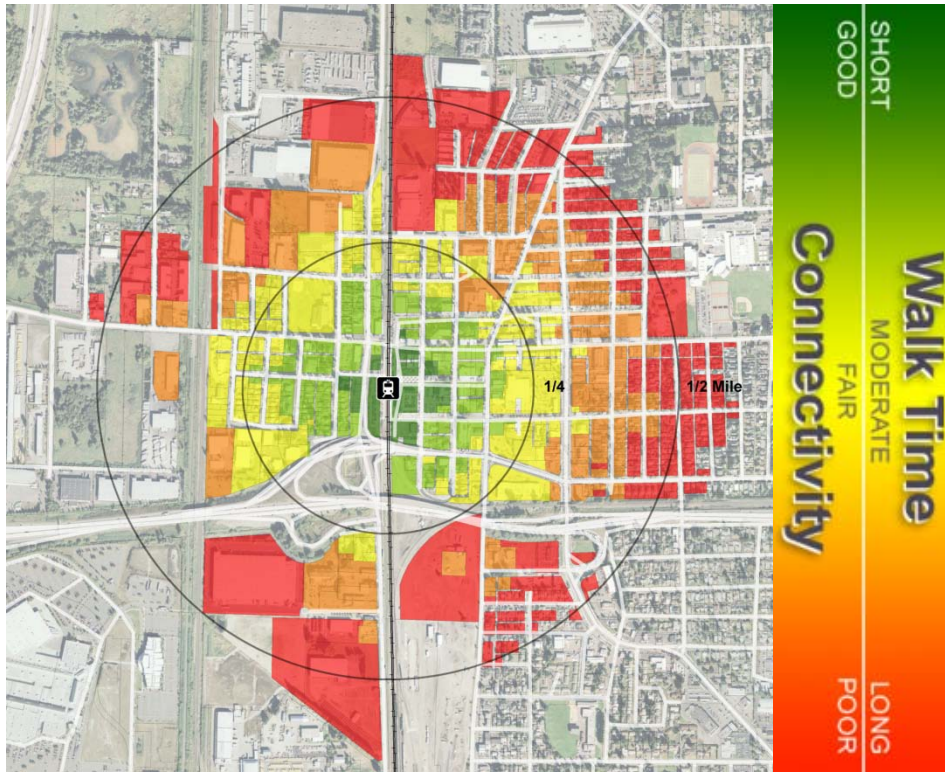 1/4
1/2 Mile
Walk Time
SHORT
MODERATE
LONG
GOOD
FAIR
POOR
Connectivity